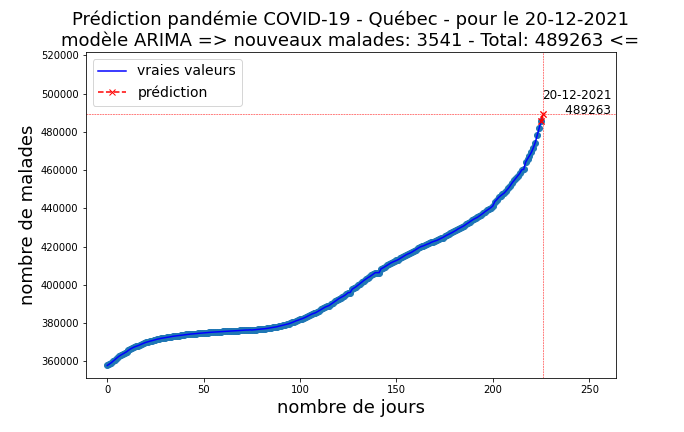 Prédiction pandémie COVID-19 - Québec - pour le 20-12-2021
modèle ARIMA => nouveaux malades: 3541 - Total: 489263 <=
520000
500000
480000
460000
440000
420000
400000
380000
360000
nombre de malades
vraies valeurs
prédiction
20-12-2021
489263
0
50
100
150
200
250
nombre de jours